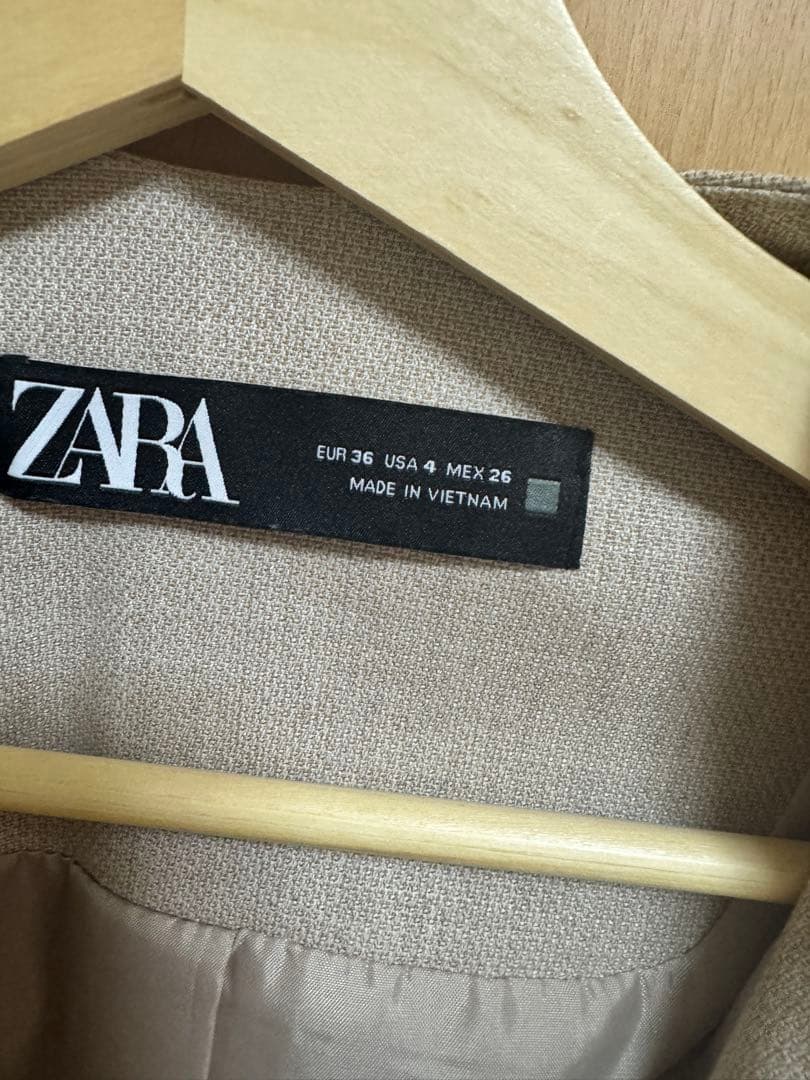 ZARA
EUR 36 USA 4 MEX 26
MADE IN VIETNAM